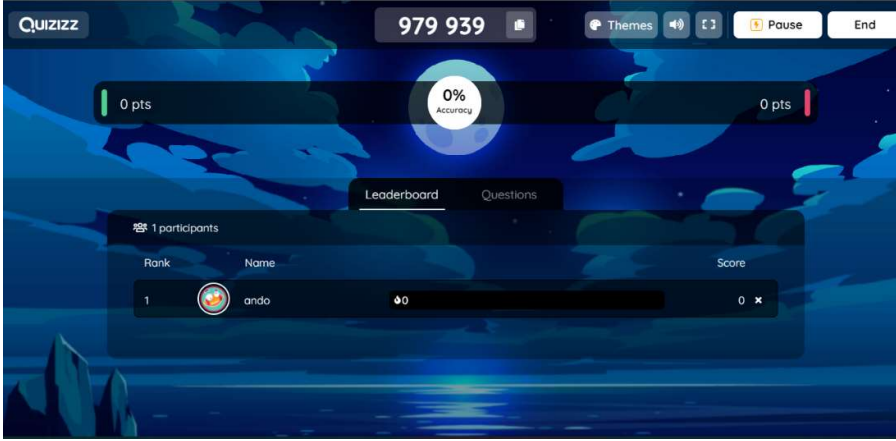 QUIZIZZ 979 939 Themes Pause End
0 pts 0% 0 pts
Accuracy
Leaderboard Questions
1 participants
Rank Name Score
1 ando 0 0